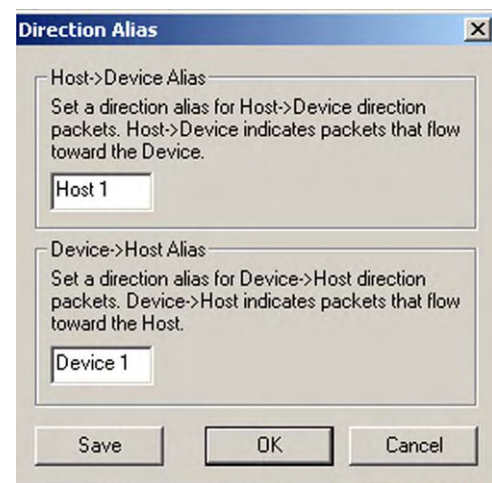 Direction Alias
Host->Device Alias
Set a direction alias for Host->Device direction
packets. Host->Device indicates packets that flow
toward the Device.
Host 1
Device->Host Alias
Set a direction alias for Device->Host direction
packets. Device->Host indicates packets that flow
toward the Host.
Device 1
Save OK Cancel